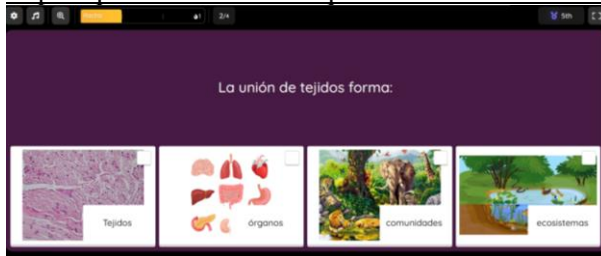 2/4
5th
La unión de tejidos forma:
Tejidos
órganos
comunidades
ecosistemas